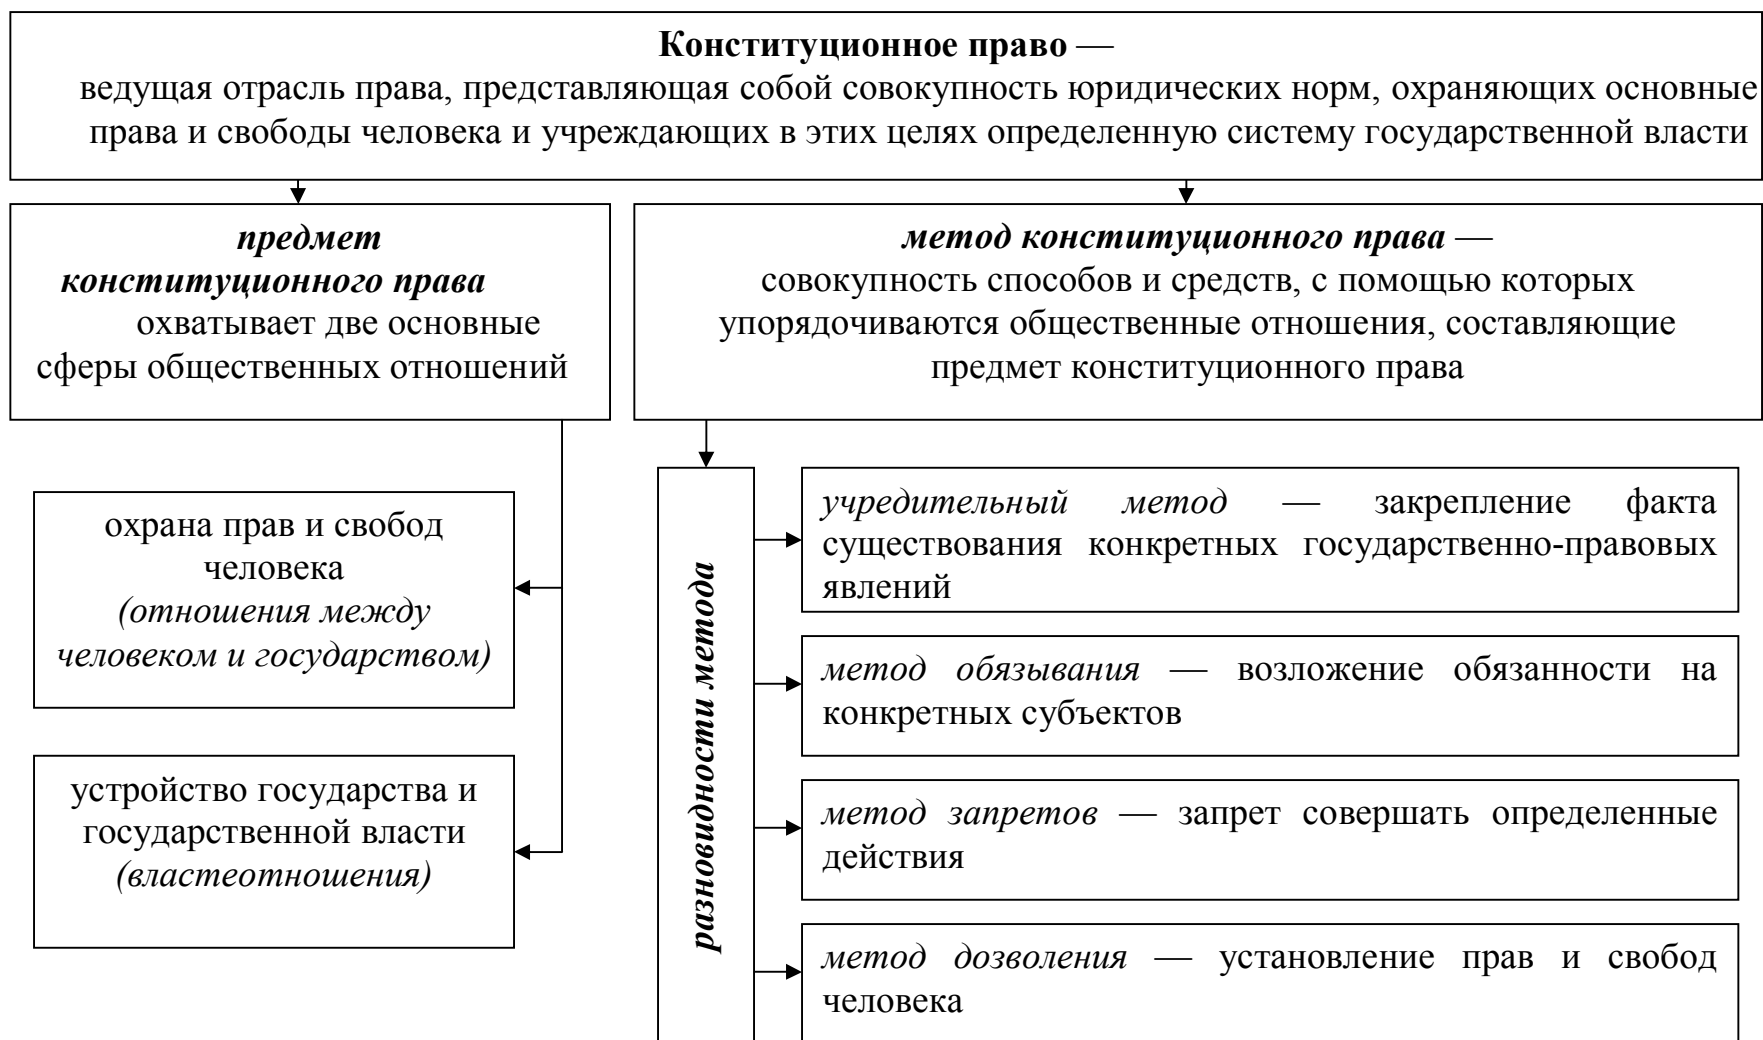 Конституционное право —
ведущая отрасль права, представляющая собой совокупность юридических норм, охраняющих основные
права и свободы человека и учреждающих в этих целях определенную систему государственной власти
предмет
конституционного права
охватывает две основные
сферы общественных отношений
метод конституционного права —
совокупность способов и средств, с помощью которых
упорядочиваются общественные отношения, составляющие
предмет конституционного права
охрана прав и свобод
человека
(отношения между
человеком и государством)
устройство государства и
государственной власти
(властеотношения)
разновидности метода
учредительный метод — закрепление факта
существования конкретных государственно-правовых
явлений
метод обязывания — возложение обязанности на
конкретных субъектов
метод запретов — запрет совершать определенные
действия
метод дозволения — установление прав и свобод
человека